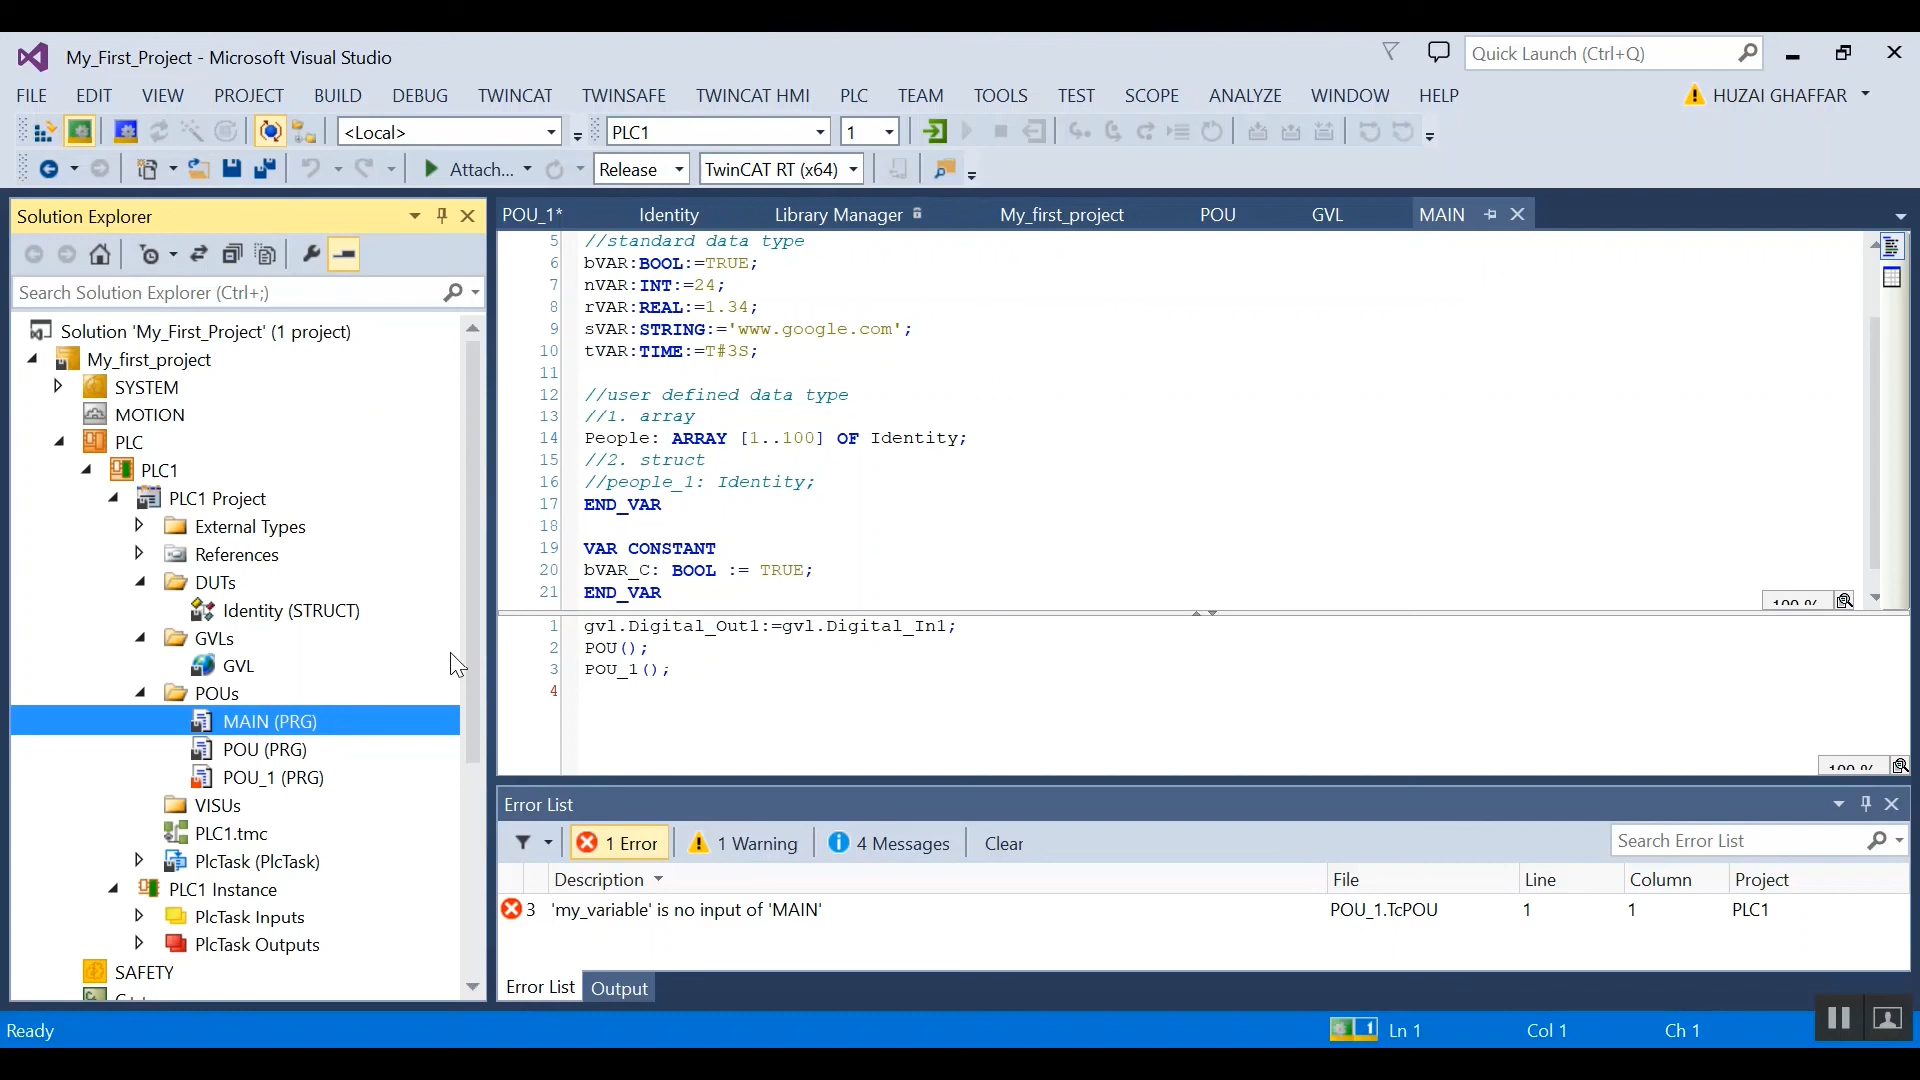 My_First_Project - Microsoft Visual Studio
Quick Launch (Ctrl+Q)
FILE EDIT VIEW PROJECT BUILD DEBUG TWINCAT TWINSAFE TWINCAT HMI PLC TEAM TOOLS TEST SCOPE ANALYZE WINDOW HELP
HUZAI GHAFFAR
<Local> PLC1 1
Attach... Release TwinCAT RT (x64)
Solution Explorer
Search Solution Explorer (Ctrl+;)
Solution 'My_First_Project' (1 project)
My_first_project
SYSTEM
MOTION
PLC
PLC1
PLC1 Project
External Types
References
DUTs
Identity (STRUCT)
GVLs
GVL
POUs
MAIN (PRG)
POU (PRG)
POU_1 (PRG)
VISUs
PLC1.tmc
PlcTask (PlcTask)
PLC1 Instance
PlcTask Inputs
PlcTask Outputs
SAFETY
POU_1* Identity Library Manager My_first_project POU GVL MAIN
5 //standard data type
6 bVAR:BOOL:=TRUE;
7 nVAR:INT:=24;
8 rVAR:REAL:=1.34;
9 sVAR:STRING:='www.google.com';
10 tVAR:TIME:=T#3S;
11
12 //user defined data type
13 //1. array
14 People: ARRAY [1..100] OF Identity;
15 //2. struct
16 //people_1: Identity;
17 END_VAR
18
19 VAR CONSTANT
20 bVAR_C: BOOL := TRUE;
21 END_VAR
100 %
1 gvl.Digital_Out1:=gvl.Digital_In1;
2 POU();
3 POU_1();
4
100 %
Error List
1 Error 1 Warning 4 Messages Clear
Search Error List
Description File Line Column Project
3 'my_variable' is no input of 'MAIN' POU_1.TcPOU 1 1 PLC1
Error List Output
Ready 1 Ln 1 Col 1 Ch 1